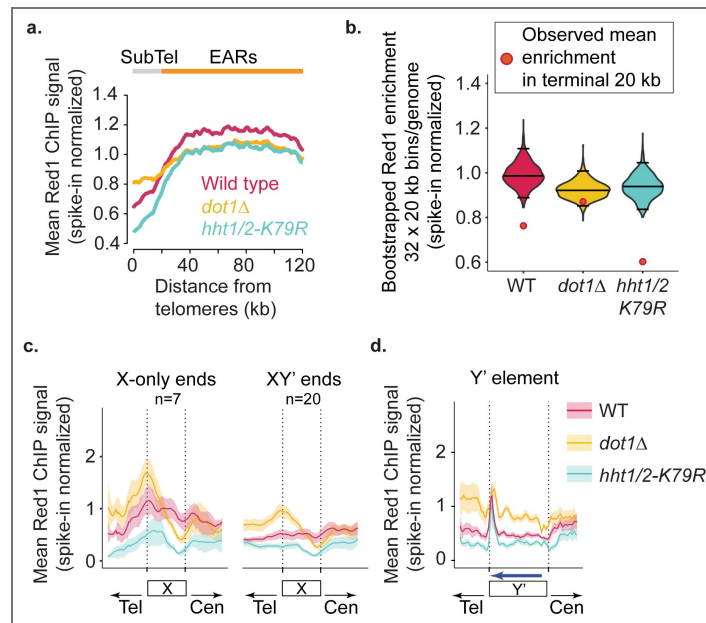 a.
SubTel EARs
Mean Red1 ChIP signal
(spike-in normalized)
1.4
1.2
1.0
0.8
0.6
0.4
Wild type
dot1Δ
hht1/2-K79R
0 40 80 120
Distance from
telomeres (kb)
b.
Observed mean
enrichment
in terminal 20 kb
Bootstrapped Red1 enrichment
32 x 20 kb bins/genome
(spike-in normalized)
1.4
1.2
1.0
0.8
0.6
WT dot1Δ hht1/2
K79R
c.
X-only ends
n=7
XY' ends
n=20
Mean Red1 ChIP signal
(spike-in normalized)
2
1
0
X
Tel Cen
X
Tel Cen
d.
Y' element
Mean Red1 ChIP signal
(spike-in normalized)
2
1
0
WT
dot1Δ
hht1/2-K79R
Y'
Tel Cen